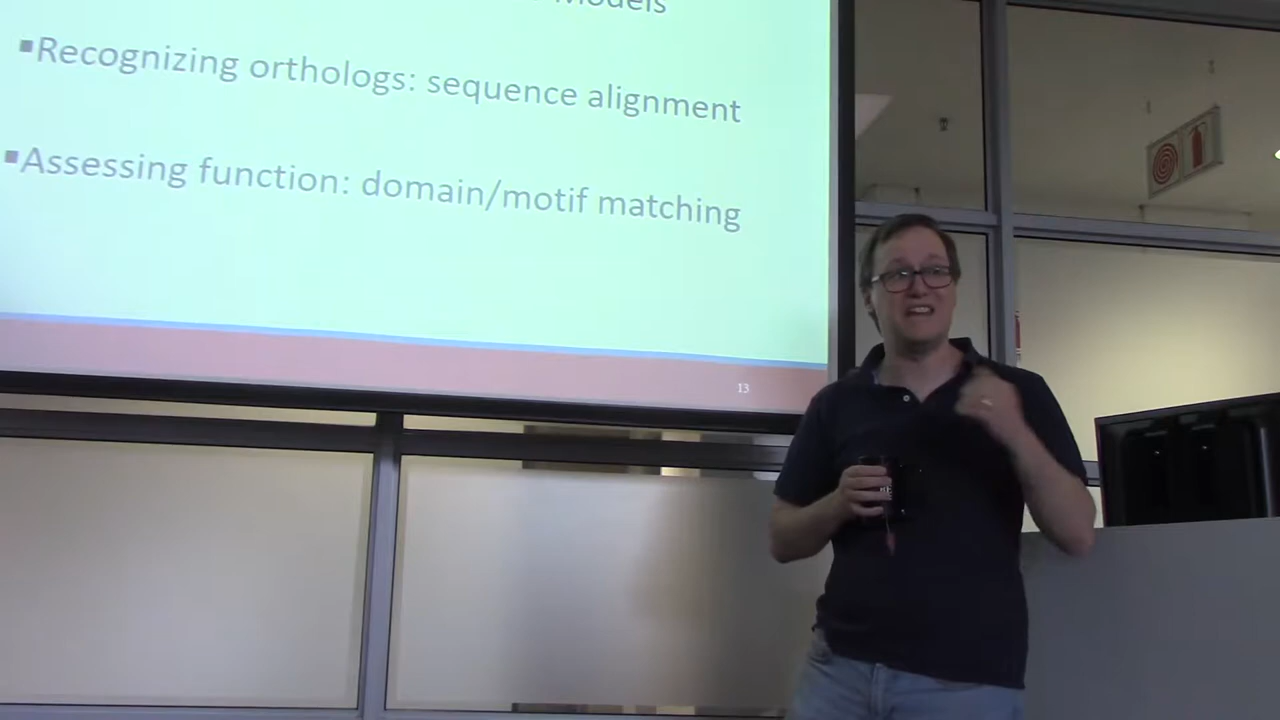 Models
▪Recognizing orthologs: sequence alignment
▪Assessing function: domain/motif matching
13